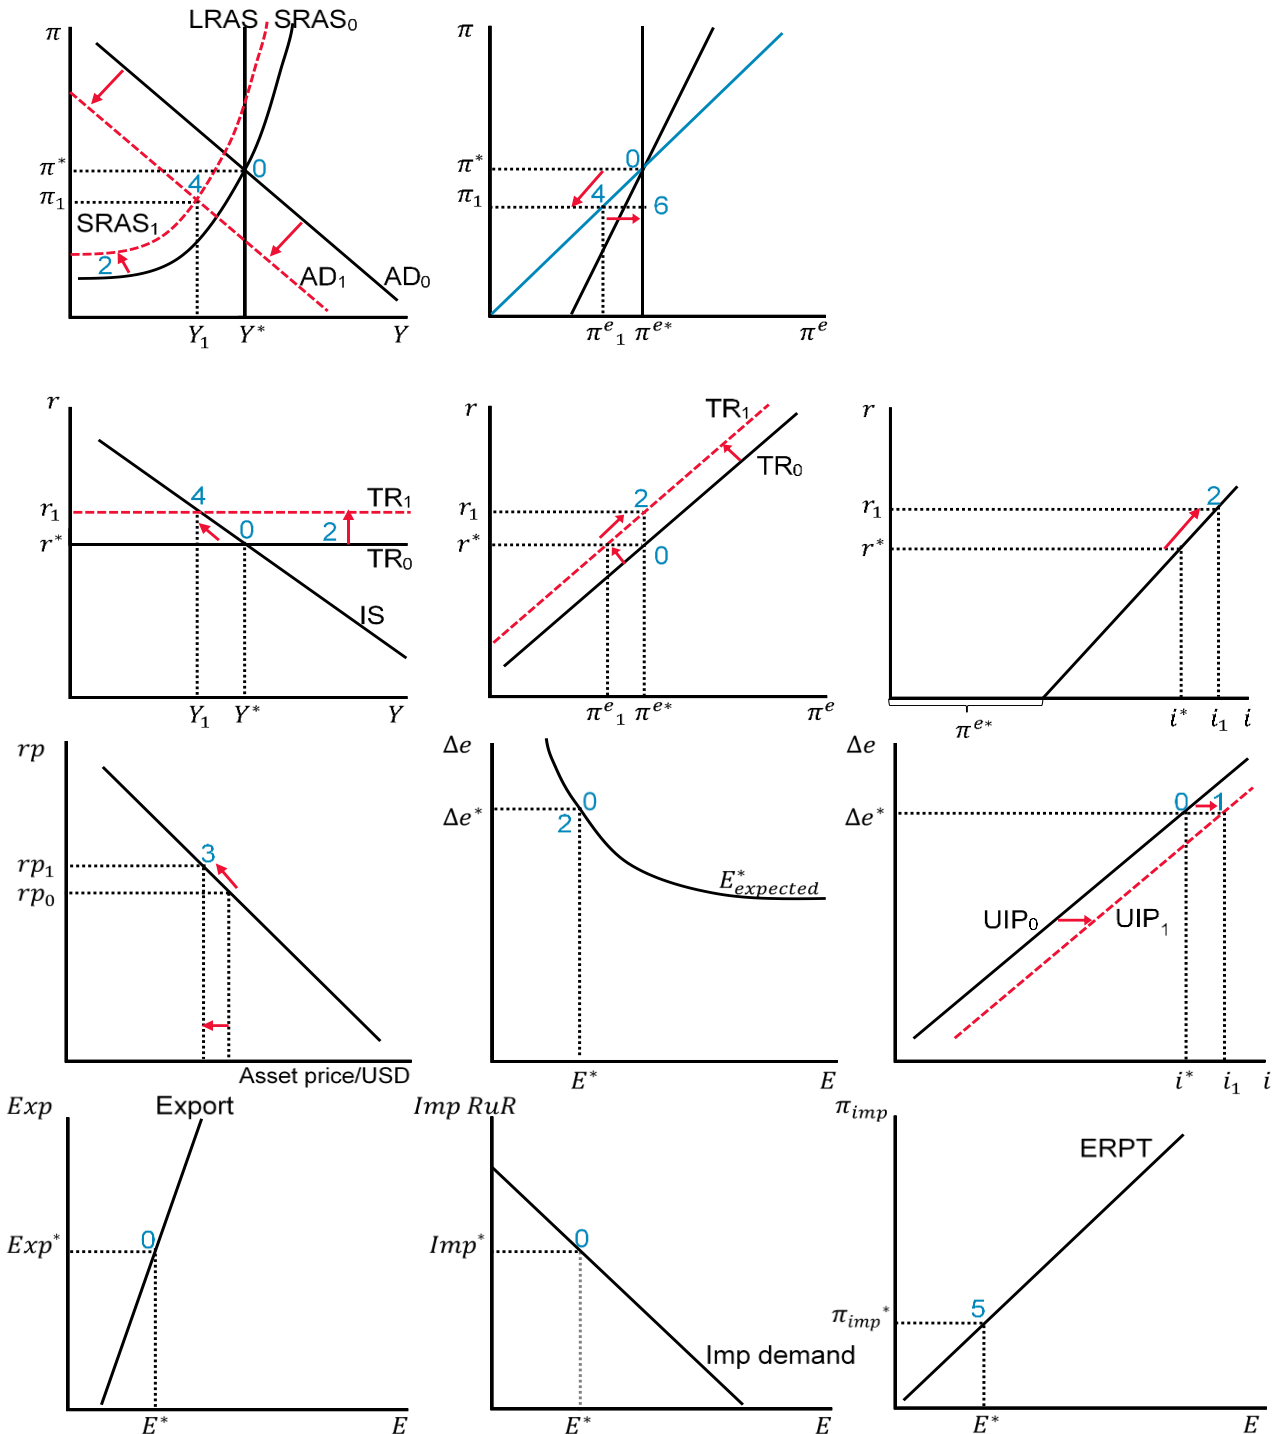 LRAS SRAS₀
π
π*
π₁
0
4
SRAS₁
2
AD₁
AD₀
Y₁ Y* Y
π
π*
π₁
0
4
6
πᵉ₁ πᵉ* πᵉ
r
r₁
r*
4
0
2
TR₁
TR₀
IS
Y₁ Y* Y
r
TR₁
TR₀
r₁
r*
2
0
πᵉ₁ πᵉ* πᵉ
r
r₁
r*
2
πᵉ*
i* i₁ i
rp
rp₁
rp₀
3
Asset price/USD
Δe
Δe*
0
2
E*expected
E* E
Δe
Δe*
0
1
UIP₀
UIP₁
i* i₁ i
Exp
Export
Exp*
0
E* E
Imp RuR
Imp*
0
Imp demand
E* E
πimp
ERPT
πimp*
5
E* E